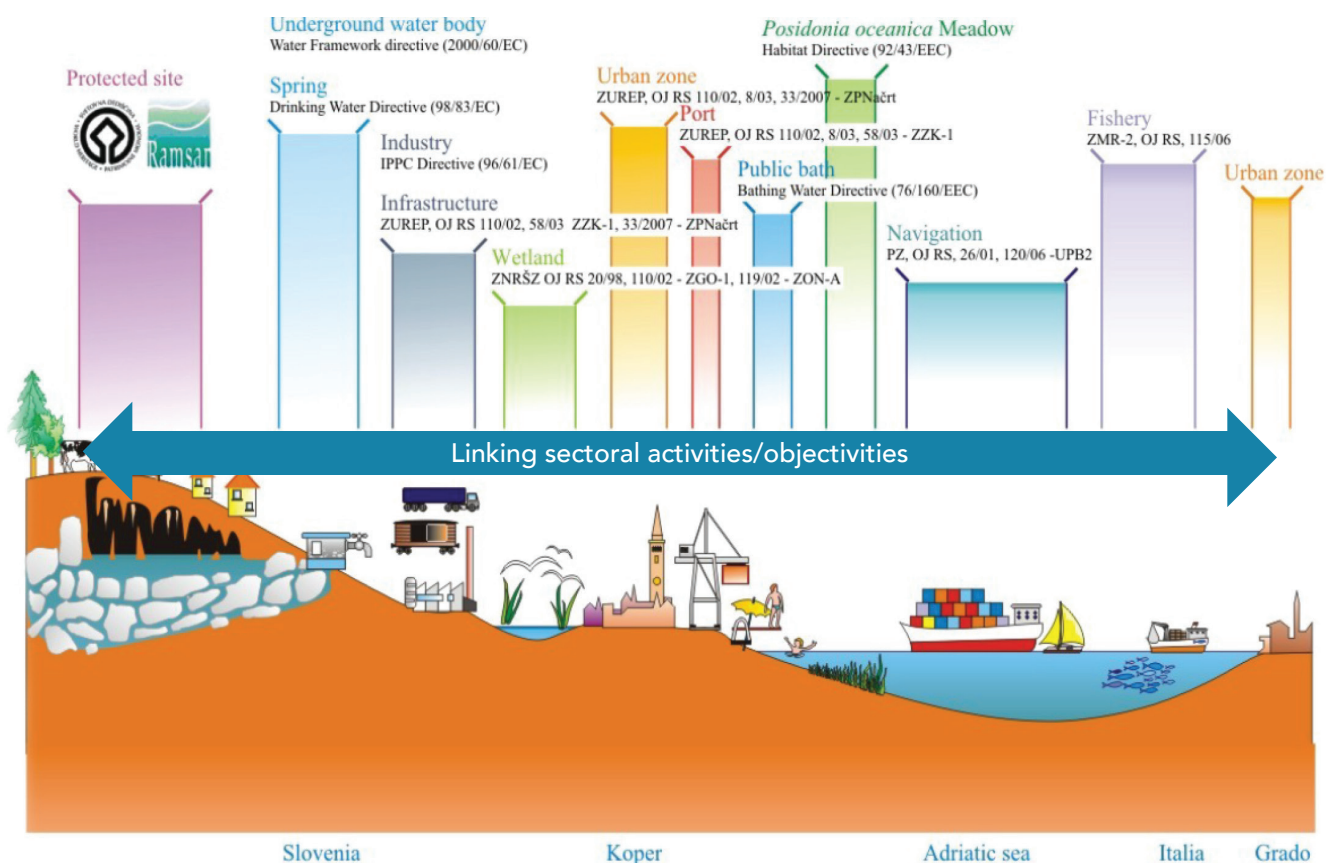 Underground water body
Water Framework directive (2000/60/EC)
Protected site
Ramsar
Spring
Drinking Water Directive (98/83/EC)
Industry
IPPC Directive (96/61/EC)
Infrastructure
ZUREP, OJ RS 110/02, 58/03 ZZK-1, 33/2007 - ZPNačrt
Wetland
ZNRŠZ OJ RS 20/98, 110/02 - ZGO-1, 119/02 - ZON-A
Urban zone
ZUREP, OJ RS 110/02, 8/03, 33/2007 - ZPNačrt
Port
ZUREP, OJ RS 110/02, 8/03, 58/03 - ZZK-1
Public bath
Bathing Water Directive (76/160/EEC)
Posidonia oceanica Meadow
Habitat Directive (92/43/EEC)
Navigation
PZ, OJ RS, 26/01, 120/06 -UPB2
Fishery
ZMR-2, OJ RS, 115/06
Urban zone
Linking sectoral activities/objectivities
Slovenia
Koper
Adriatic sea
Italia
Grado